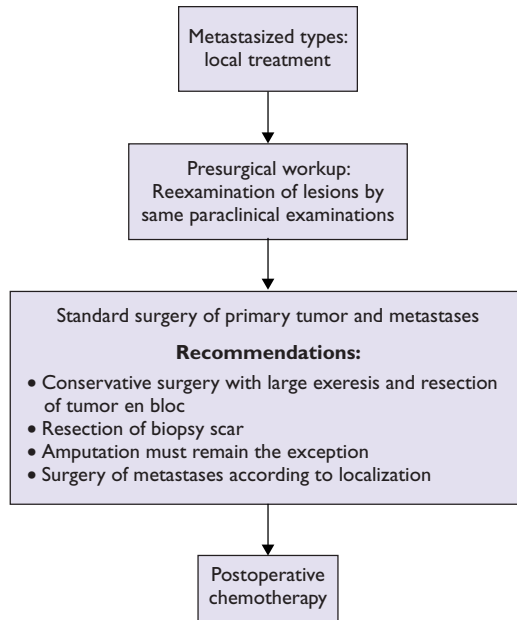 Metastasized types:
local treatment
Presurgical workup:
Reexamination of lesions by
same paraclinical examinations
Standard surgery of primary tumor and metastases
Recommendations:
• Conservative surgery with large exeresis and resection
of tumor en bloc
• Resection of biopsy scar
• Amputation must remain the exception
• Surgery of metastases according to localization
Postoperative
chemotherapy